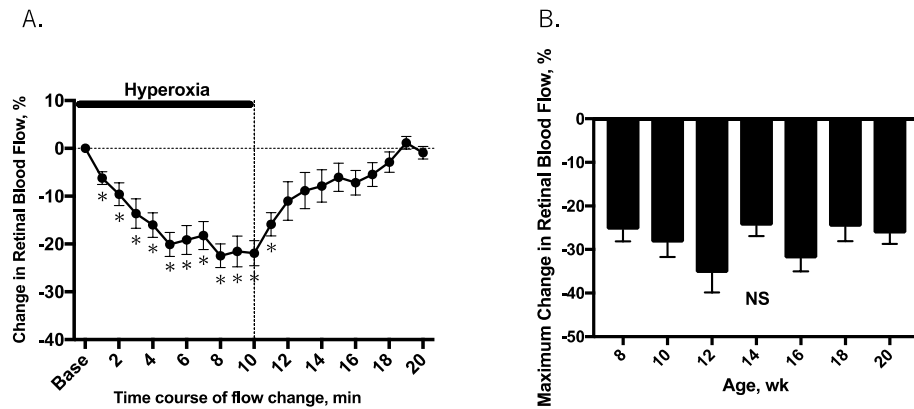 A.
Hyperoxia
Change in Retinal Blood Flow, %
10
0
-10
-20
-30
-40
* * * * * * * * * * *
Base 2 4 6 8 10 12 14 16 18 20
Time course of flow change, min
B.
Maximum Change in Retinal Blood Flow, %
0
-10
-20
-30
-40
-50
NS
8 10 12 14 16 18 20
Age, wk